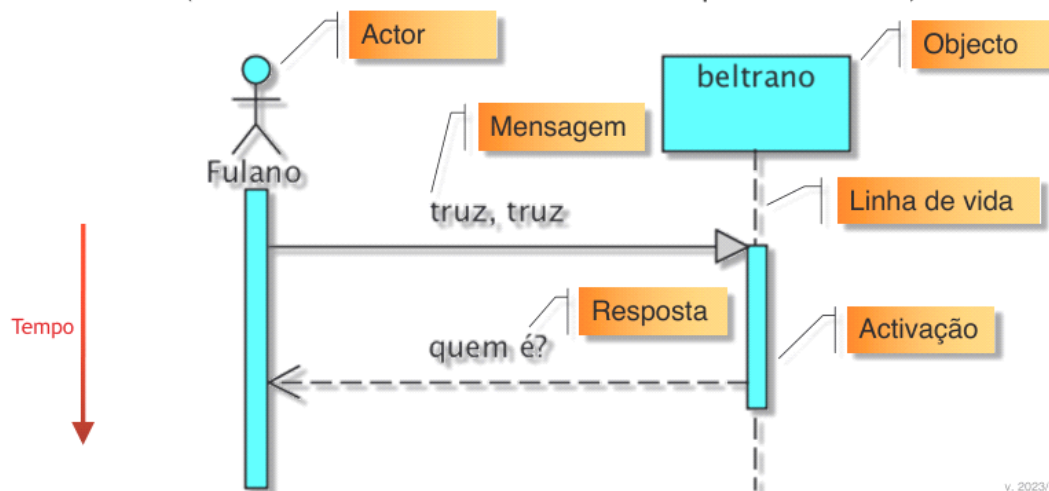 Actor
Objecto
beltrano
Mensagem
Fulano
Linha de vida
truz, truz
Tempo
Resposta
Activação
quem é?
v. 2023/